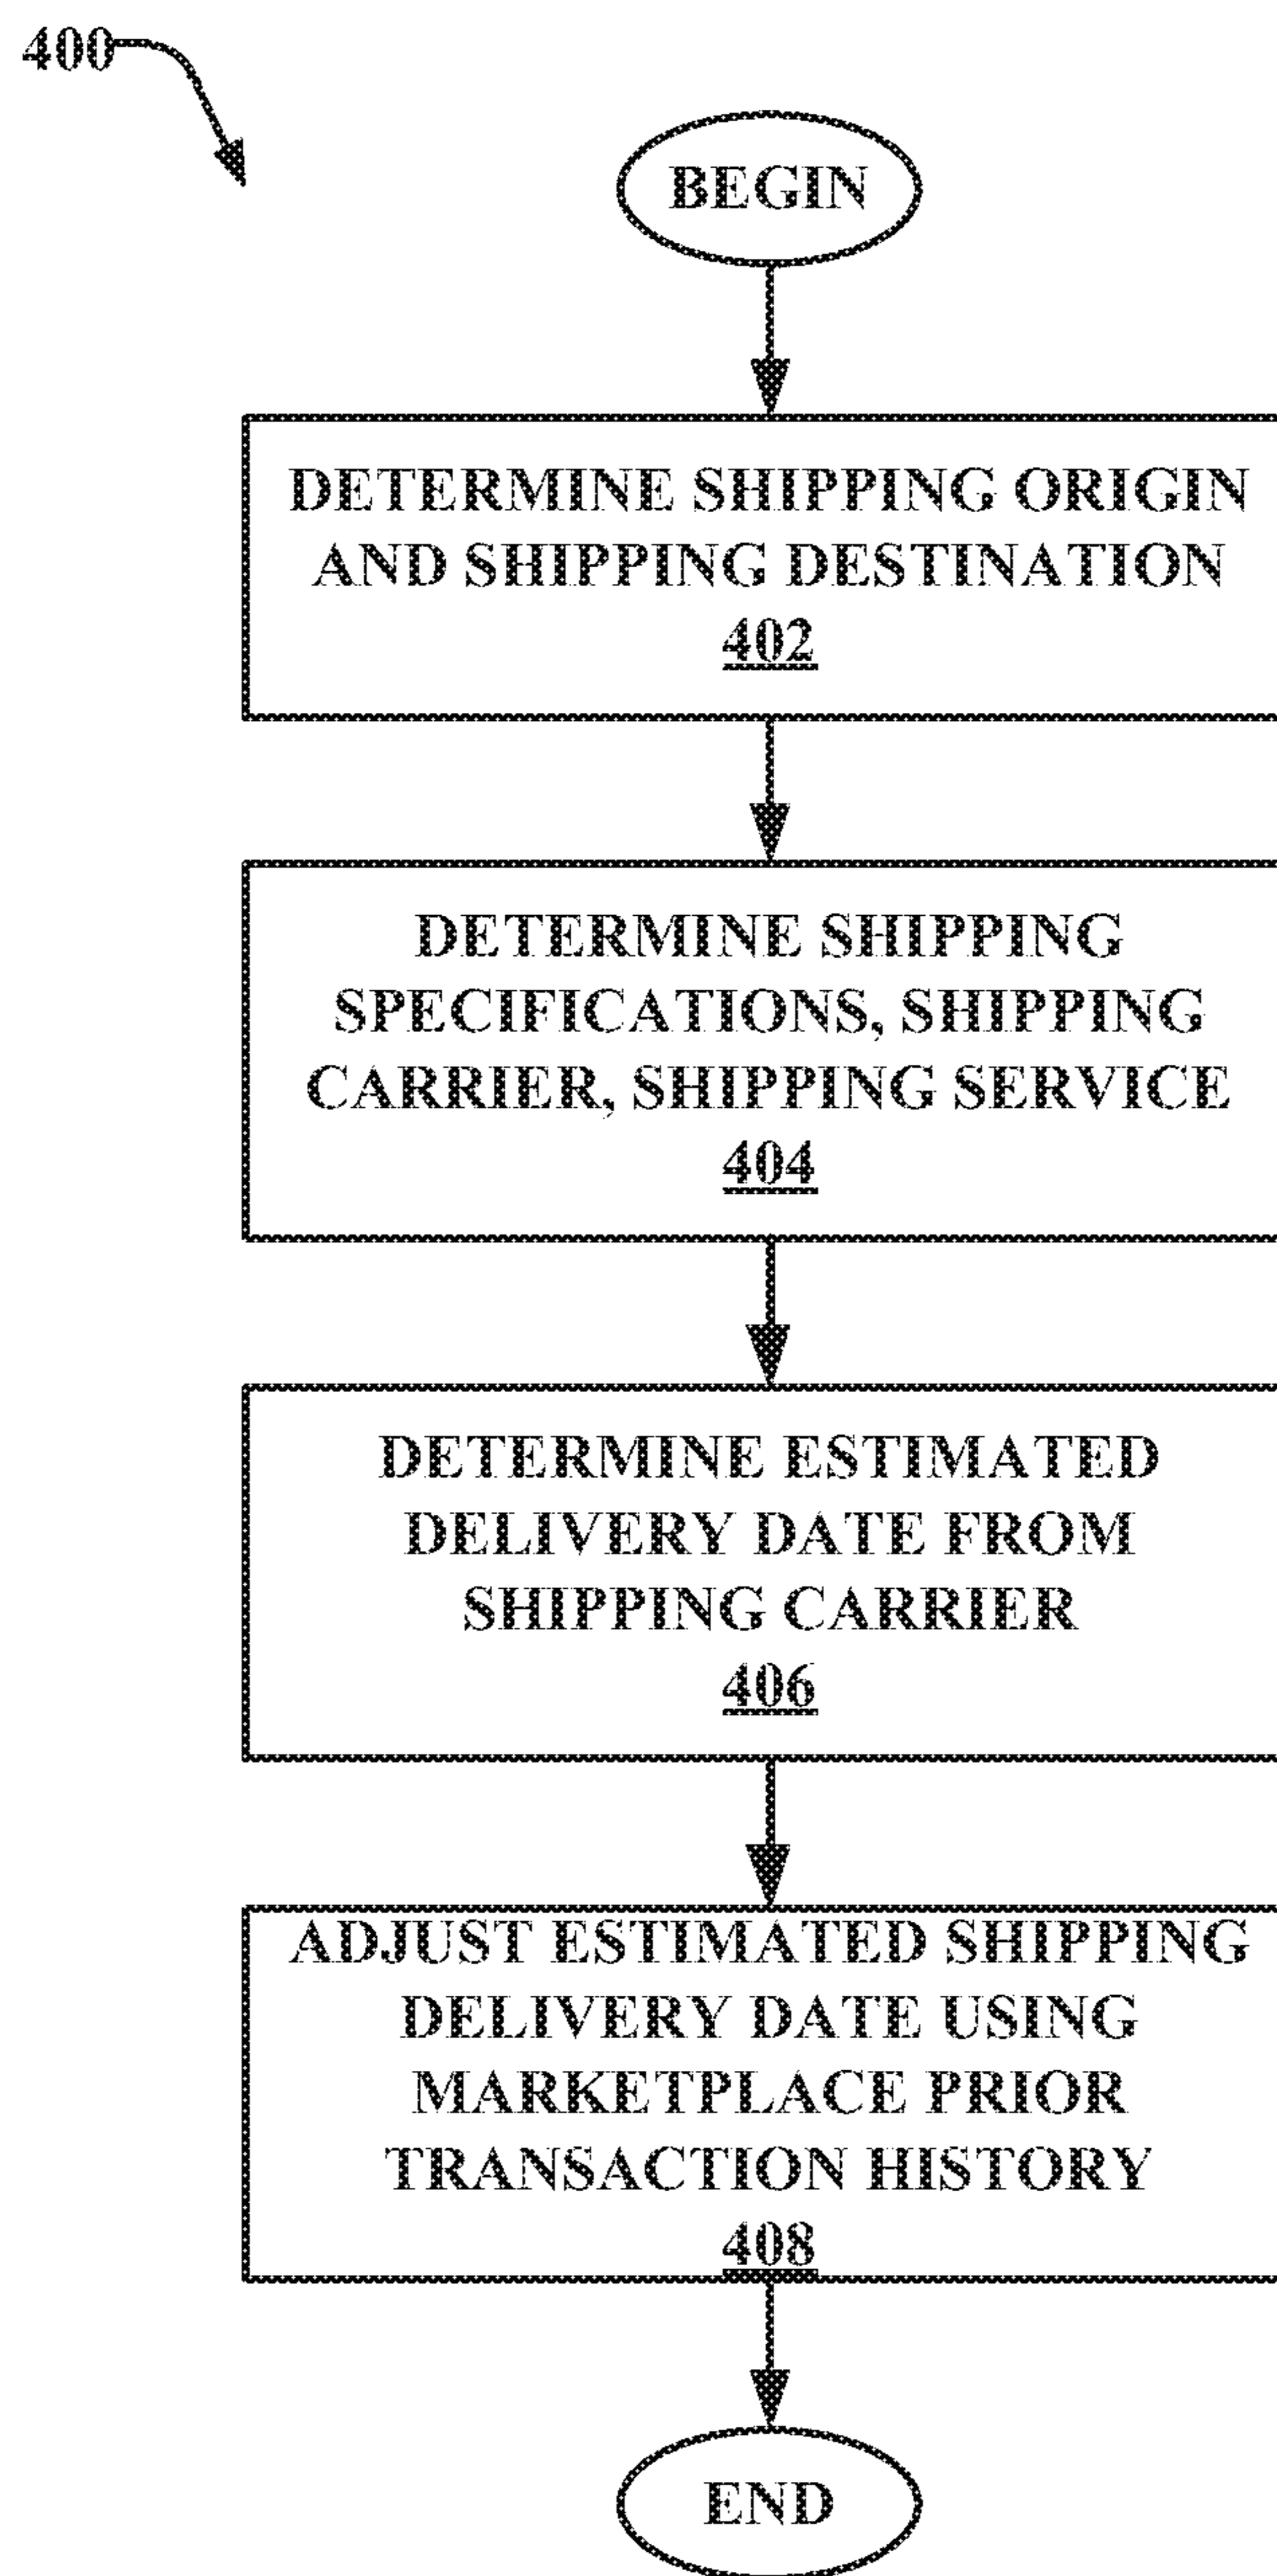 400
BEGIN
DETERMINE SHIPPING ORIGIN
AND SHIPPING DESTINATION
402
DETERMINE SHIPPING
SPECIFICATIONS, SHIPPING
CARRIER, SHIPPING SERVICE
404
DETERMINE ESTIMATED
DELIVERY DATE FROM
SHIPPING CARRIER
406
ADJUST ESTIMATED SHIPPING
DELIVERY DATE USING
MARKETPLACE PRIOR
TRANSACTION HISTORY
408
END